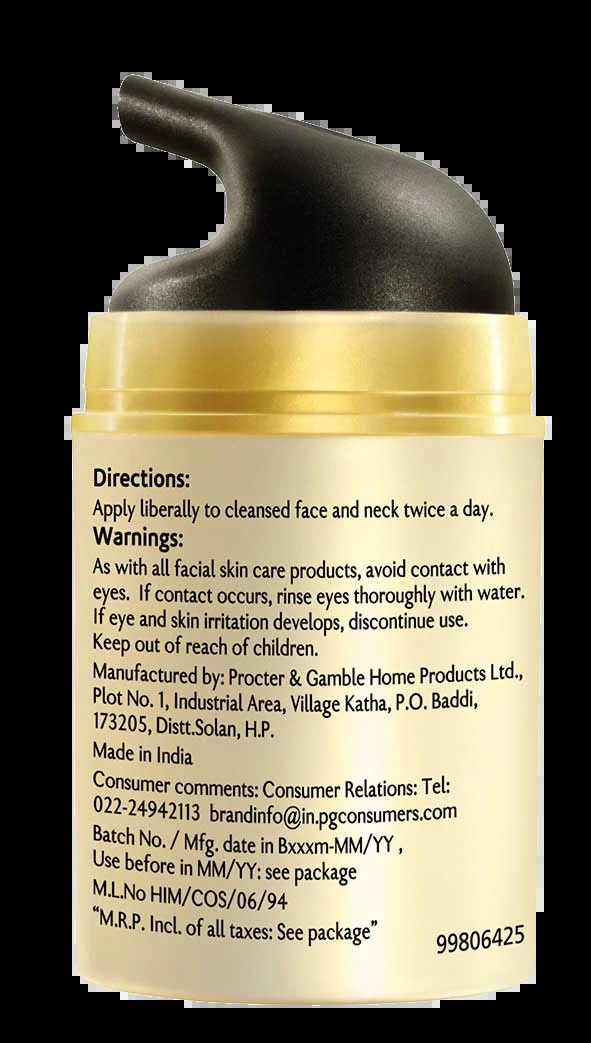 Directions:
Apply liberally to cleansed face and neck twice a day.
Warnings:
As with all facial skin care products, avoid contact with
eyes. If contact occurs, rinse eyes thoroughly with water.
If eye and skin irritation develops, discontinue use.
Keep out of reach of children.
Manufactured by: Procter & Gamble Home Products Ltd.,
Plot No. 1, Industrial Area, Village Katha, P.O. Baddi,
173205, Distt.Solan, H.P.
Made in India
Consumer comments: Consumer Relations: Tel:
022-24942113 brandinfo@in.pgconsumers.com
Batch No. / Mfg. date in Bxxxm-MM/YY ,
Use before in MM/YY: see package
M.L.No HIM/COS/06/94
“M.R.P. Incl. of all taxes: See package”
99806425